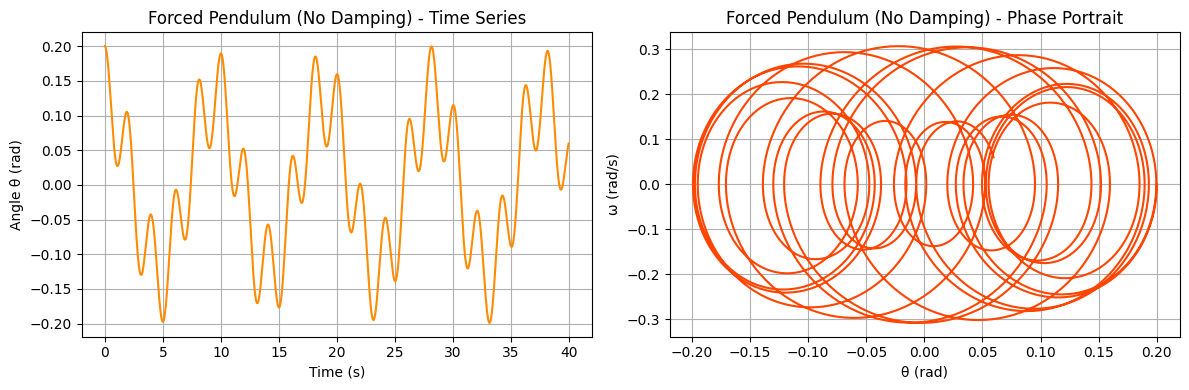 Forced Pendulum (No Damping) - Time Series
Angle θ (rad)
0.20
0.15
0.10
0.05
0.00
−0.05
−0.10
−0.15
−0.20
0 5 10 15 20 25 30 35 40
Time (s)
Forced Pendulum (No Damping) - Phase Portrait
ω (rad/s)
0.3
0.2
0.1
0.0
−0.1
−0.2
−0.3
−0.20 −0.15 −0.10 −0.05 0.00 0.05 0.10 0.15 0.20
θ (rad)